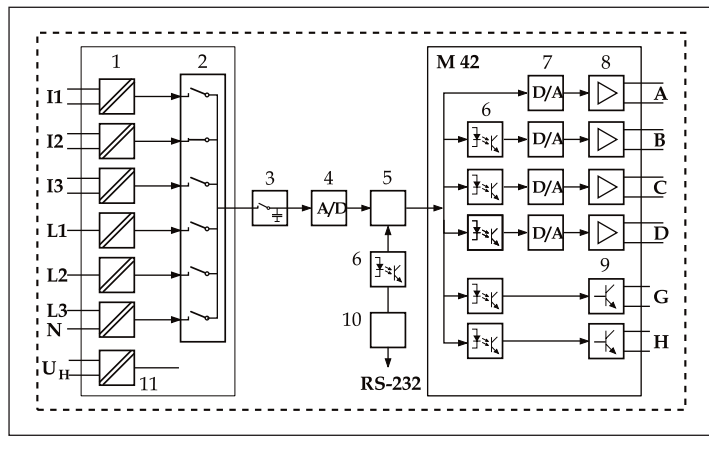 1
2
M 42
7
8
I1
D/A
A
I2
6
D/A
B
I3
3
4
5
D/A
C
L1
A/D
D/A
D
L2
6
9
L3
N
10
G
H
U H
11
RS-232